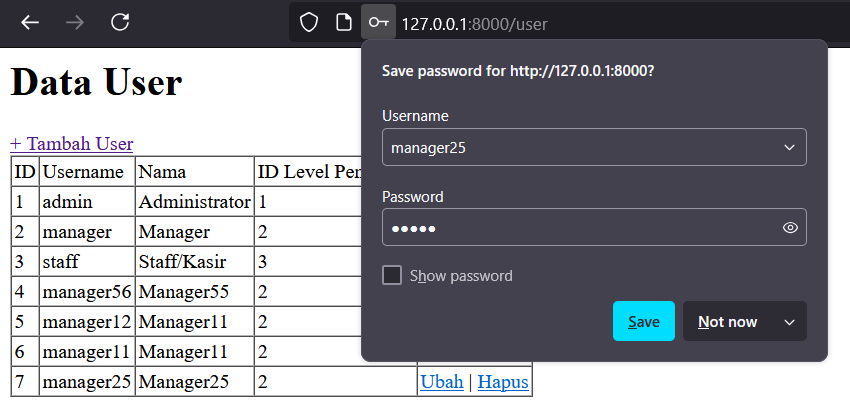 127.0.0.1:8000/user
Data User
+ Tambah User
ID Username Nama ID Level Pen
1 admin Administrator 1
2 manager Manager 2
3 staff Staff/Kasir 3
4 manager56 Manager55 2
5 manager12 Manager11 2
6 manager11 Manager11 2
7 manager25 Manager25 2 Ubah | Hapus
Save password for http://127.0.0.1:8000?
Username
manager25
Password
●●●●●
Show password
Save Not now